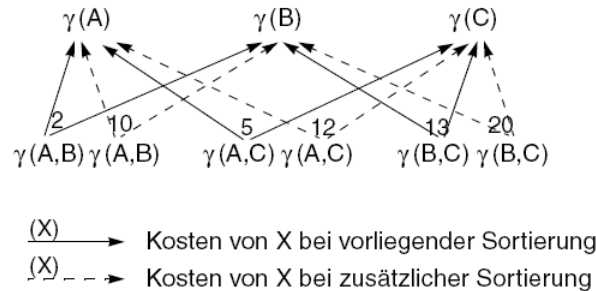 γ(A) γ(B) γ(C)
2 10 5 12 13 20
γ(A,B) γ(A,B) γ(A,C) γ(A,C) γ(B,C) γ(B,C)
(X) Kosten von X bei vorliegender Sortierung
(X) Kosten von X bei zusätzlicher Sortierung